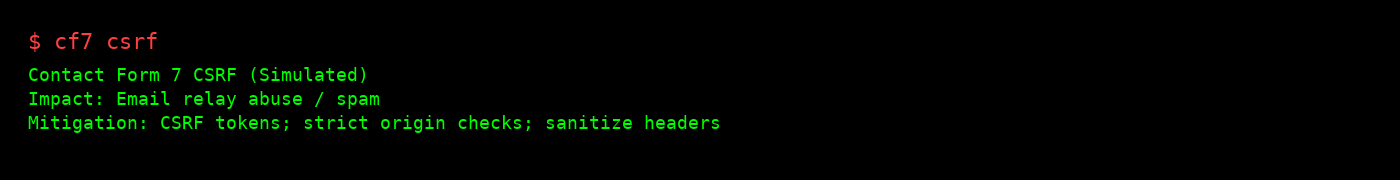 $ cf7 csrf
Contact Form 7 CSRF (Simulated)
Impact: Email relay abuse / spam
Mitigation: CSRF tokens; strict origin checks; sanitize headers